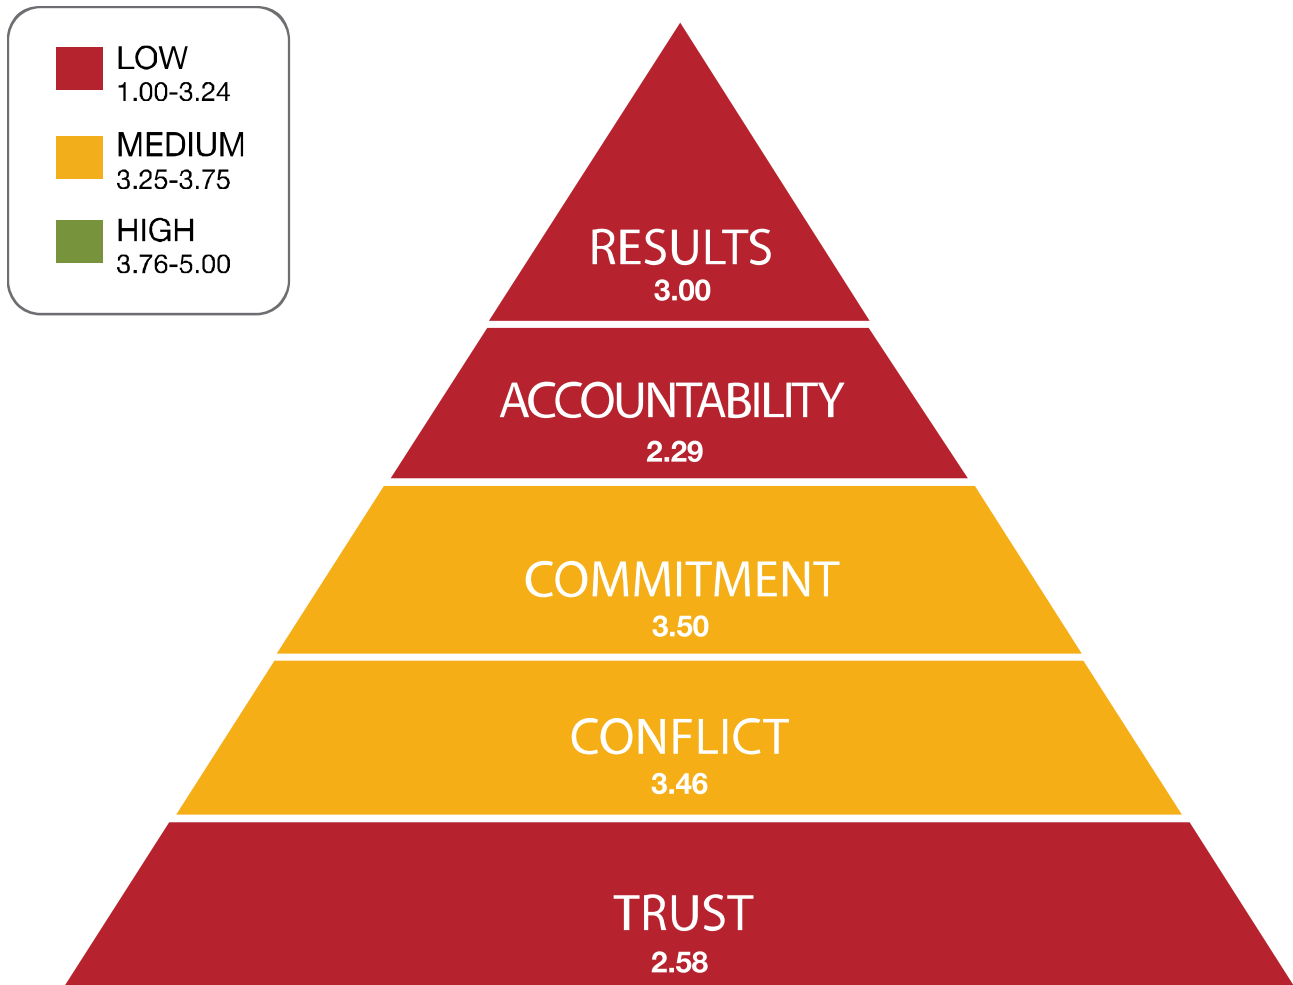 LOW
1.00-3.24
MEDIUM
3.25-3.75
HIGH
3.76-5.00
RESULTS
3.00
ACCOUNTABILITY
2.29
COMMITMENT
3.50
CONFLICT
3.46
TRUST
2.58